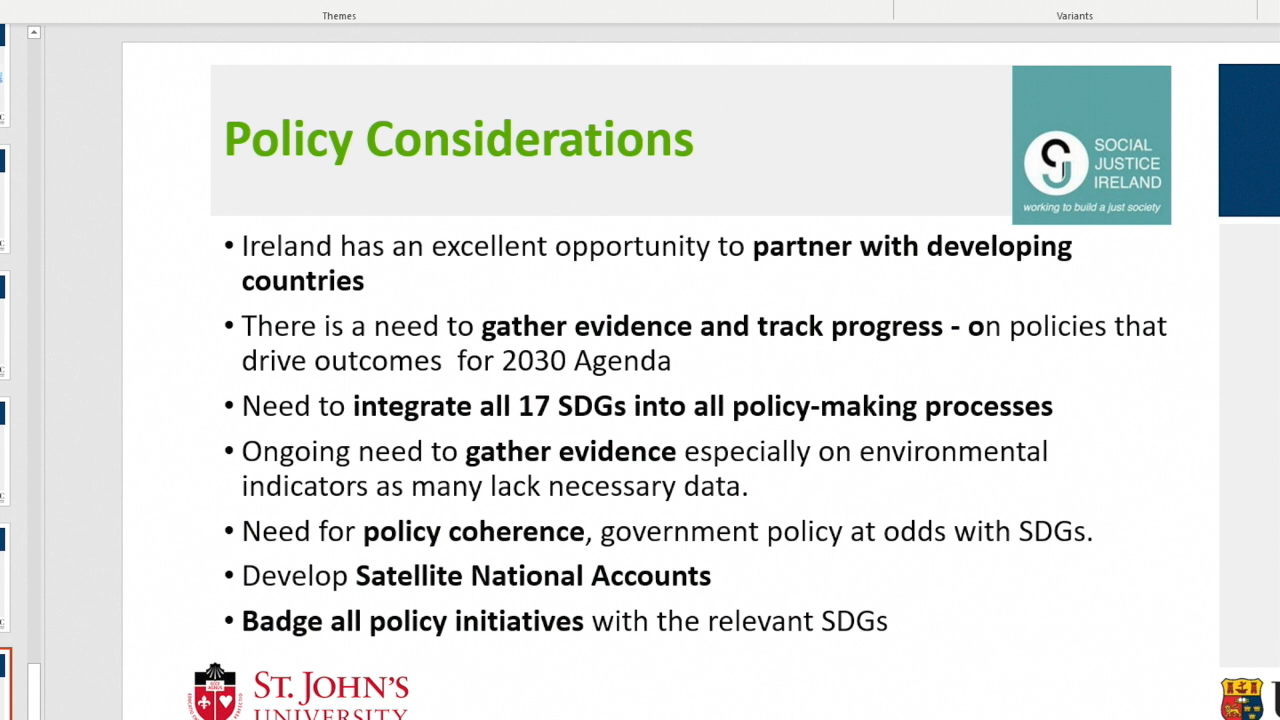 Themes
Variants
Policy Considerations
SOCIAL
JUSTICE
IRELAND
working to build a just society
• Ireland has an excellent opportunity to partner with developing
countries
• There is a need to gather evidence and track progress - on policies that
drive outcomes  for 2030 Agenda
• Need to integrate all 17 SDGs into all policy-making processes
• Ongoing need to gather evidence especially on environmental
indicators as many lack necessary data.
• Need for policy coherence, government policy at odds with SDGs.
• Develop Satellite National Accounts
• Badge all policy initiatives with the relevant SDGs
ST. JOHN'S
UNIVERSITY